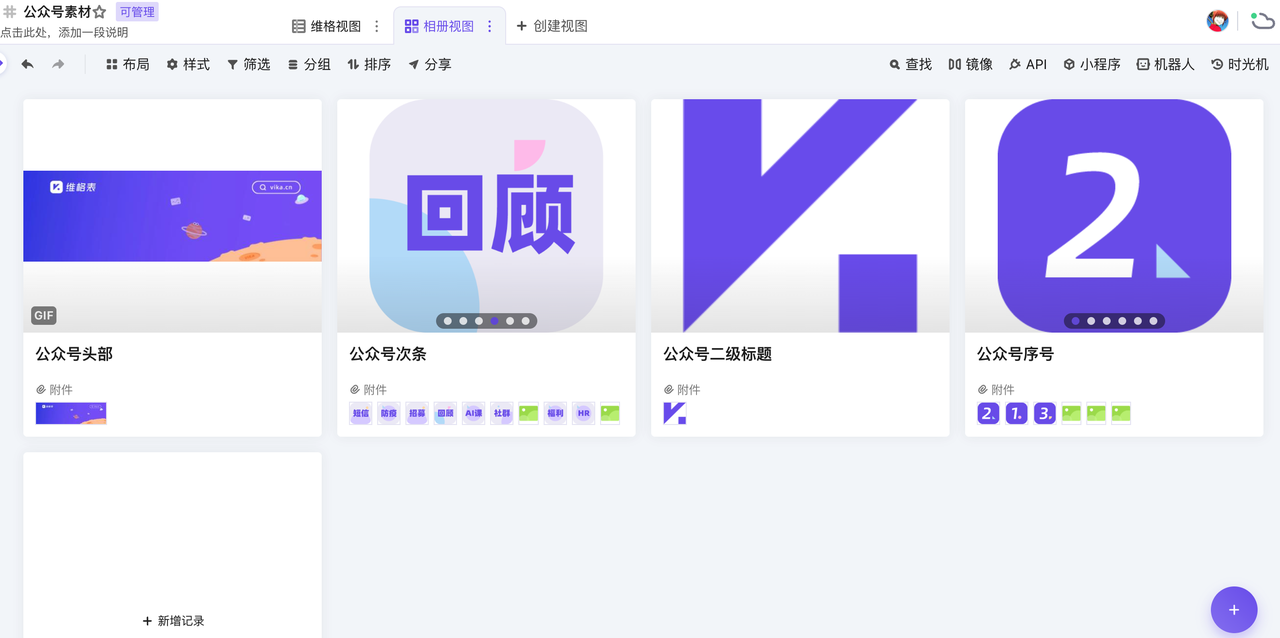 公众号素材
可管理
点击此处，添加一段说明
维格视图
相册视图
创建视图
布局
样式
筛选
分组
排序
分享
查找
镜像
API
小程序
机器人
时光机
维格表
vika.cn
GIF
公众号头部
附件
回顾
公众号次条
附件
短信
防疫
招募
回顾
AI课
社群
福利
HR
公众号二级标题
附件
2
公众号序号
附件
2.
1.
3.
新增记录